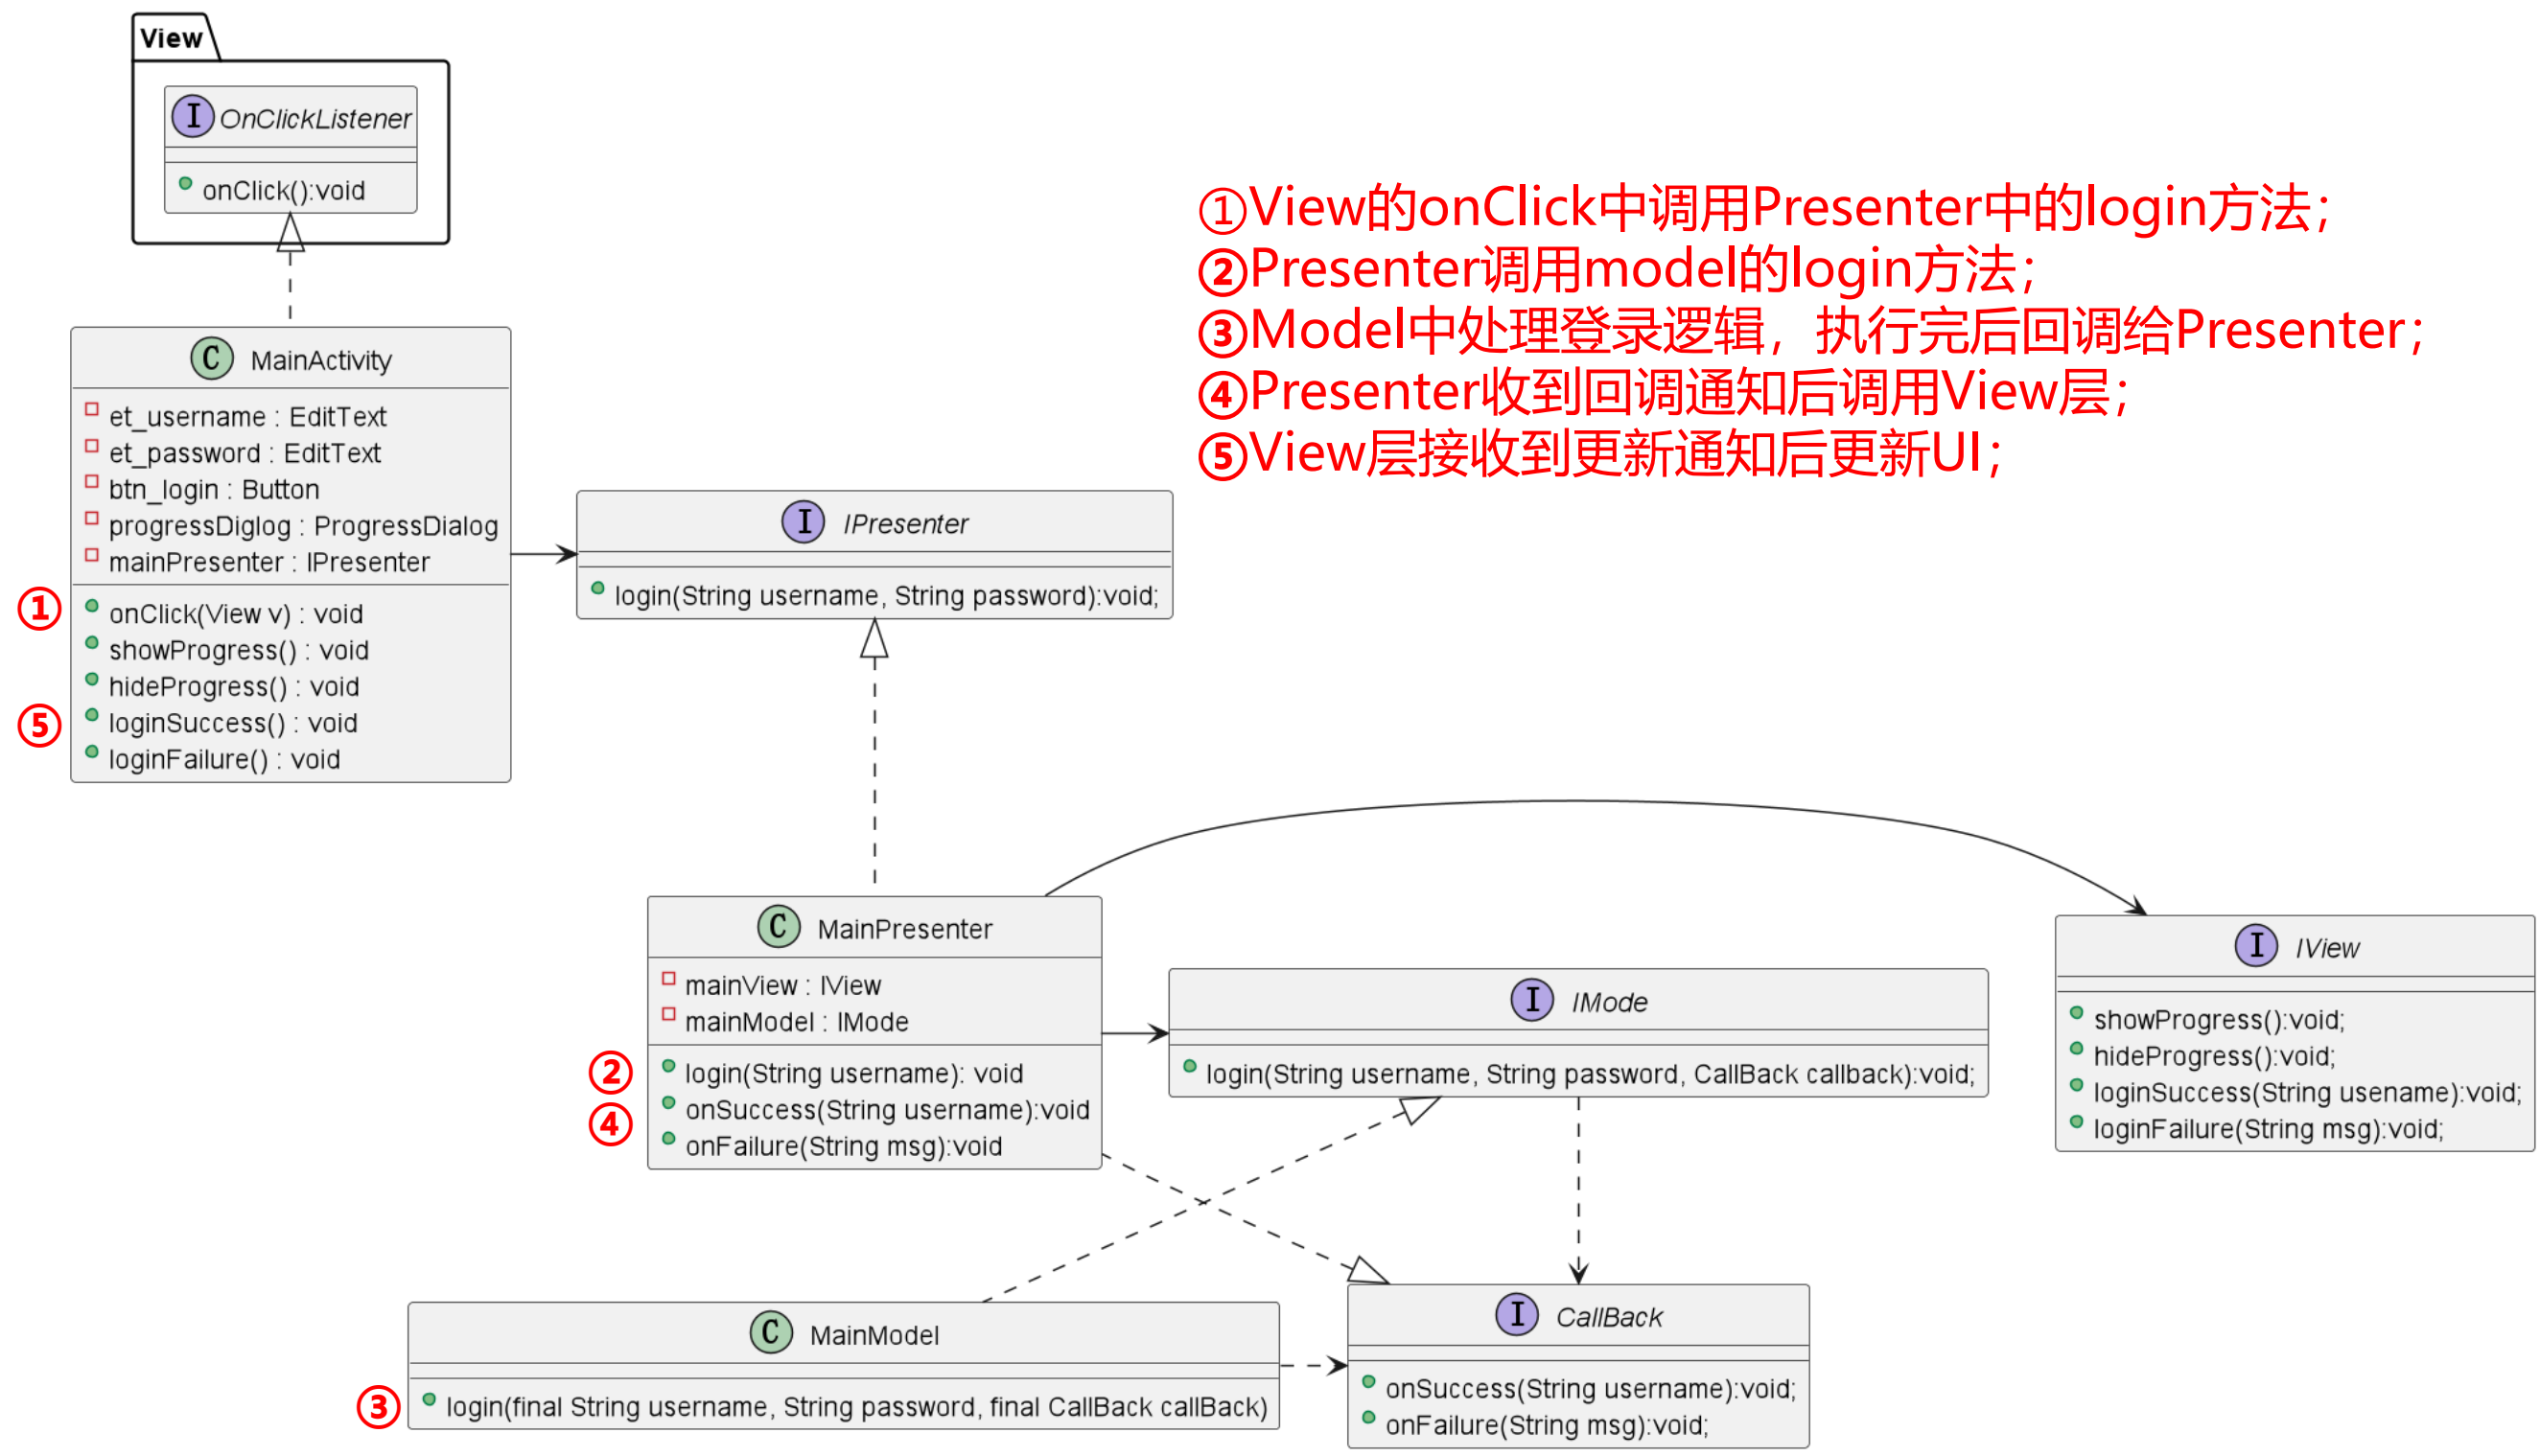 View
I OnClickListener
onClick():void
①View的onClick中调用Presenter中的login方法；
②Presenter调用model的login方法；
③Model中处理登录逻辑，执行完后回调给Presenter；
④Presenter收到回调通知后调用View层；
⑤View层接收到更新通知后更新UI；
C MainActivity
et_username : EditText
et_password : EditText
btn_login : Button
progressDiglog : ProgressDialog
mainPresenter : IPresenter
① onClick(View v) : void
showProgress() : void
hideProgress() : void
⑤ loginSuccess() : void
loginFailure() : void
I IPresenter
login(String username, String password):void;
C MainPresenter
mainView : IView
mainModel : IMode
② login(String username): void
④ onSuccess(String username):void
onFailure(String msg):void
I IMode
login(String username, String password, CallBack callback):void;
I IView
showProgress():void;
hideProgress():void;
loginSuccess(String usename):void;
loginFailure(String msg):void;
C MainModel
③ login(final String username, String password, final CallBack callBack)
I CallBack
onSuccess(String username):void;
onFailure(String msg):void;